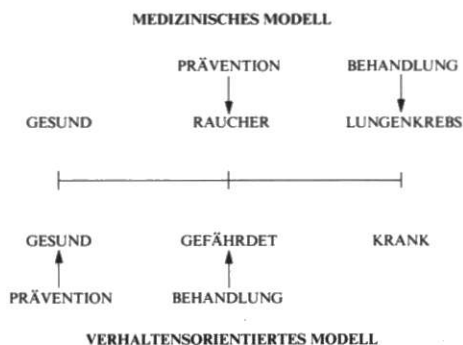 MEDIZINISCHES MODELL
PRÄVENTION BEHANDLUNG
GESUND RAUCHER LUNGENKREBS
GESUND GEFÄHRDET KRANK
PRÄVENTION BEHANDLUNG
VERHALTENSORIENTIERTES MODELL